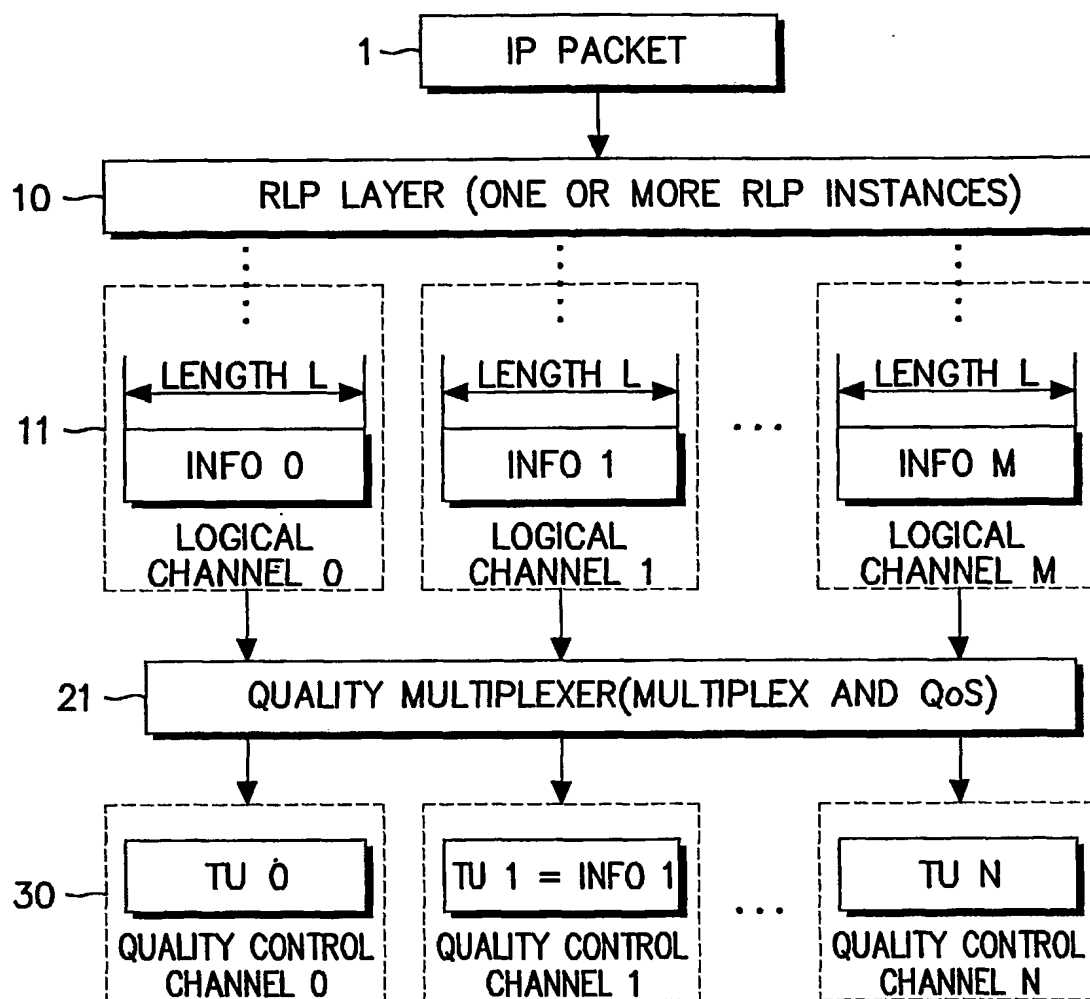 1 IP PACKET
10 RLP LAYER (ONE OR MORE RLP INSTANCES)
LENGTH L LENGTH L LENGTH L
11 INFO 0 INFO 1 ... INFO M
LOGICAL CHANNEL 0
LOGICAL CHANNEL 1
LOGICAL CHANNEL M
21 QUALITY MULTIPLEXER(MULTIPLEX AND QoS)
30 TU 0 TU 1 = INFO 1 ... TU N
QUALITY CONTROL CHANNEL 0
QUALITY CONTROL CHANNEL 1
QUALITY CONTROL CHANNEL N